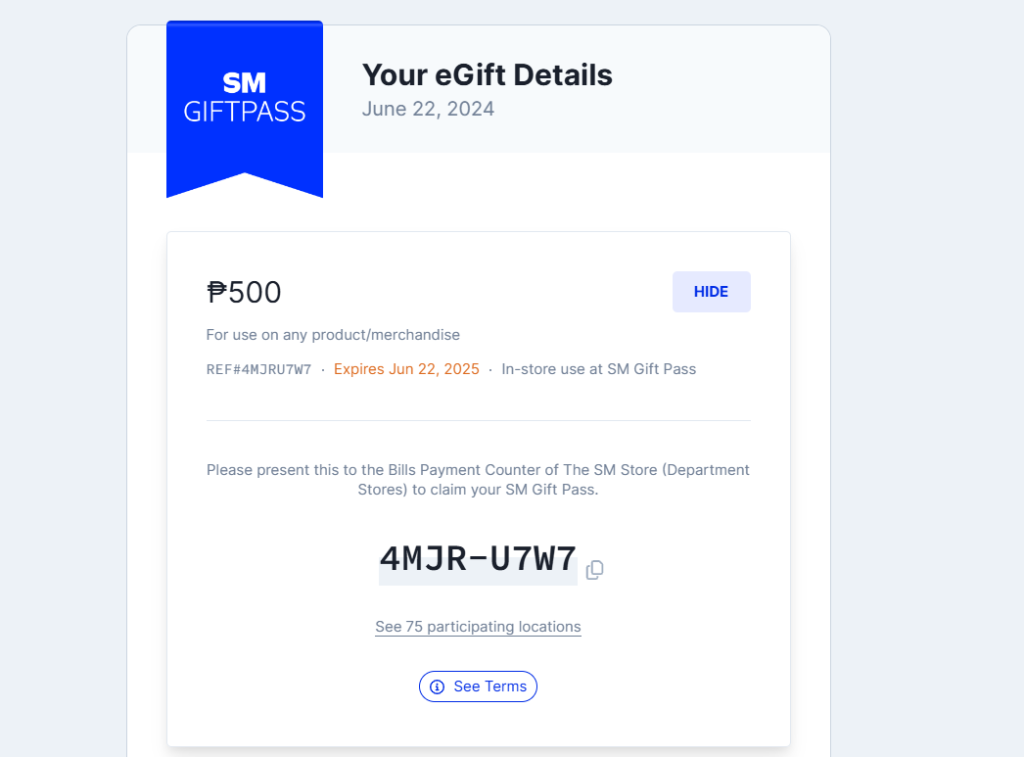 SM
GIFTPASS
Your eGift Details
June 22, 2024
₱500
HIDE
For use on any product/merchandise
REF#4MJRU7W7 · Expires Jun 22, 2025 · In-store use at SM Gift Pass
Please present this to the Bills Payment Counter of The SM Store (Department
Stores) to claim your SM Gift Pass.
4MJR-U7W7
See 75 participating locations
See Terms